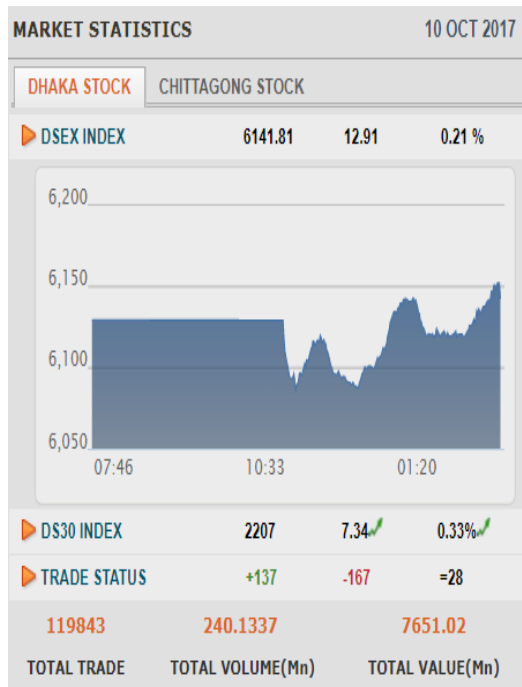 MARKET STATISTICS 10 OCT 2017
DHAKA STOCK CHITTAGONG STOCK
DSEX INDEX 6141.81 12.91 0.21 %
6,200
6,150
6,100
6,050
07:46 10:33 01:20
DS30 INDEX 2207 7.34 0.33%
TRADE STATUS +137 -167 =28
119843 240.1337 7651.02
TOTAL TRADE TOTAL VOLUME(Mn) TOTAL VALUE(Mn)